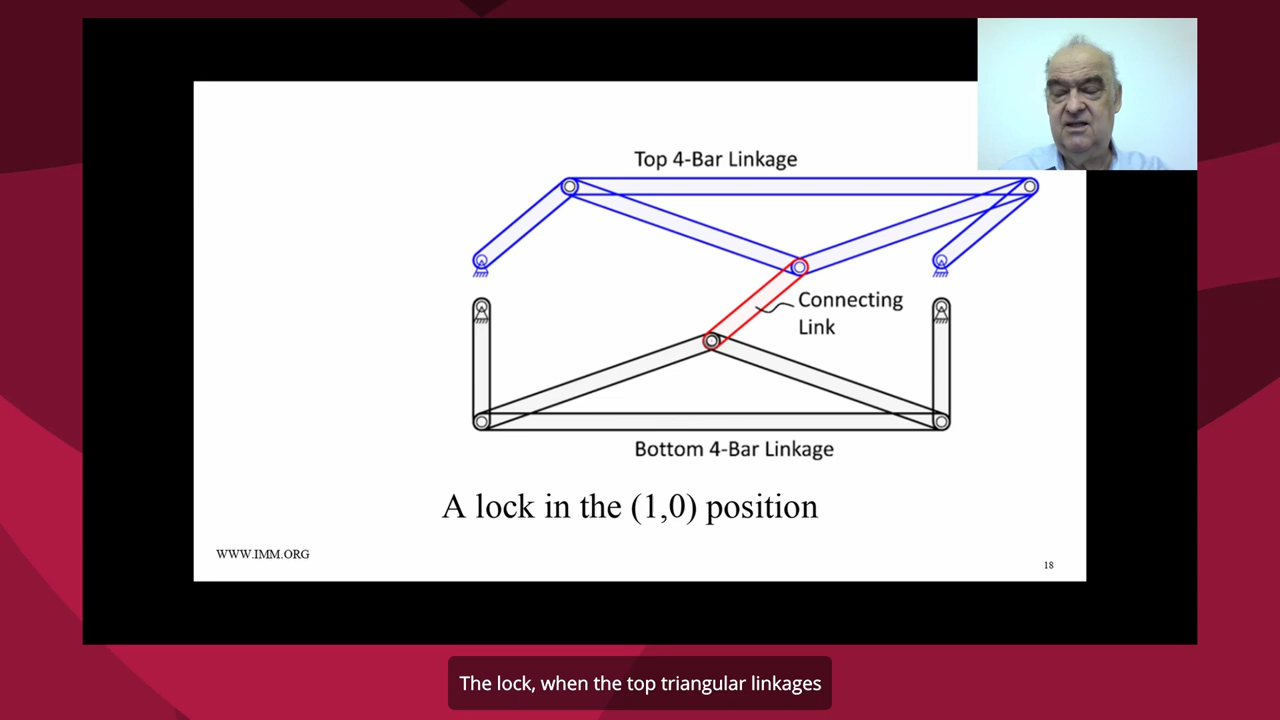 Top 4-Bar Linkage
Connecting
Link
Bottom 4-Bar Linkage
A lock in the (1,0) position
WWW.IMM.ORG
18
The lock, when the top triangular linkages